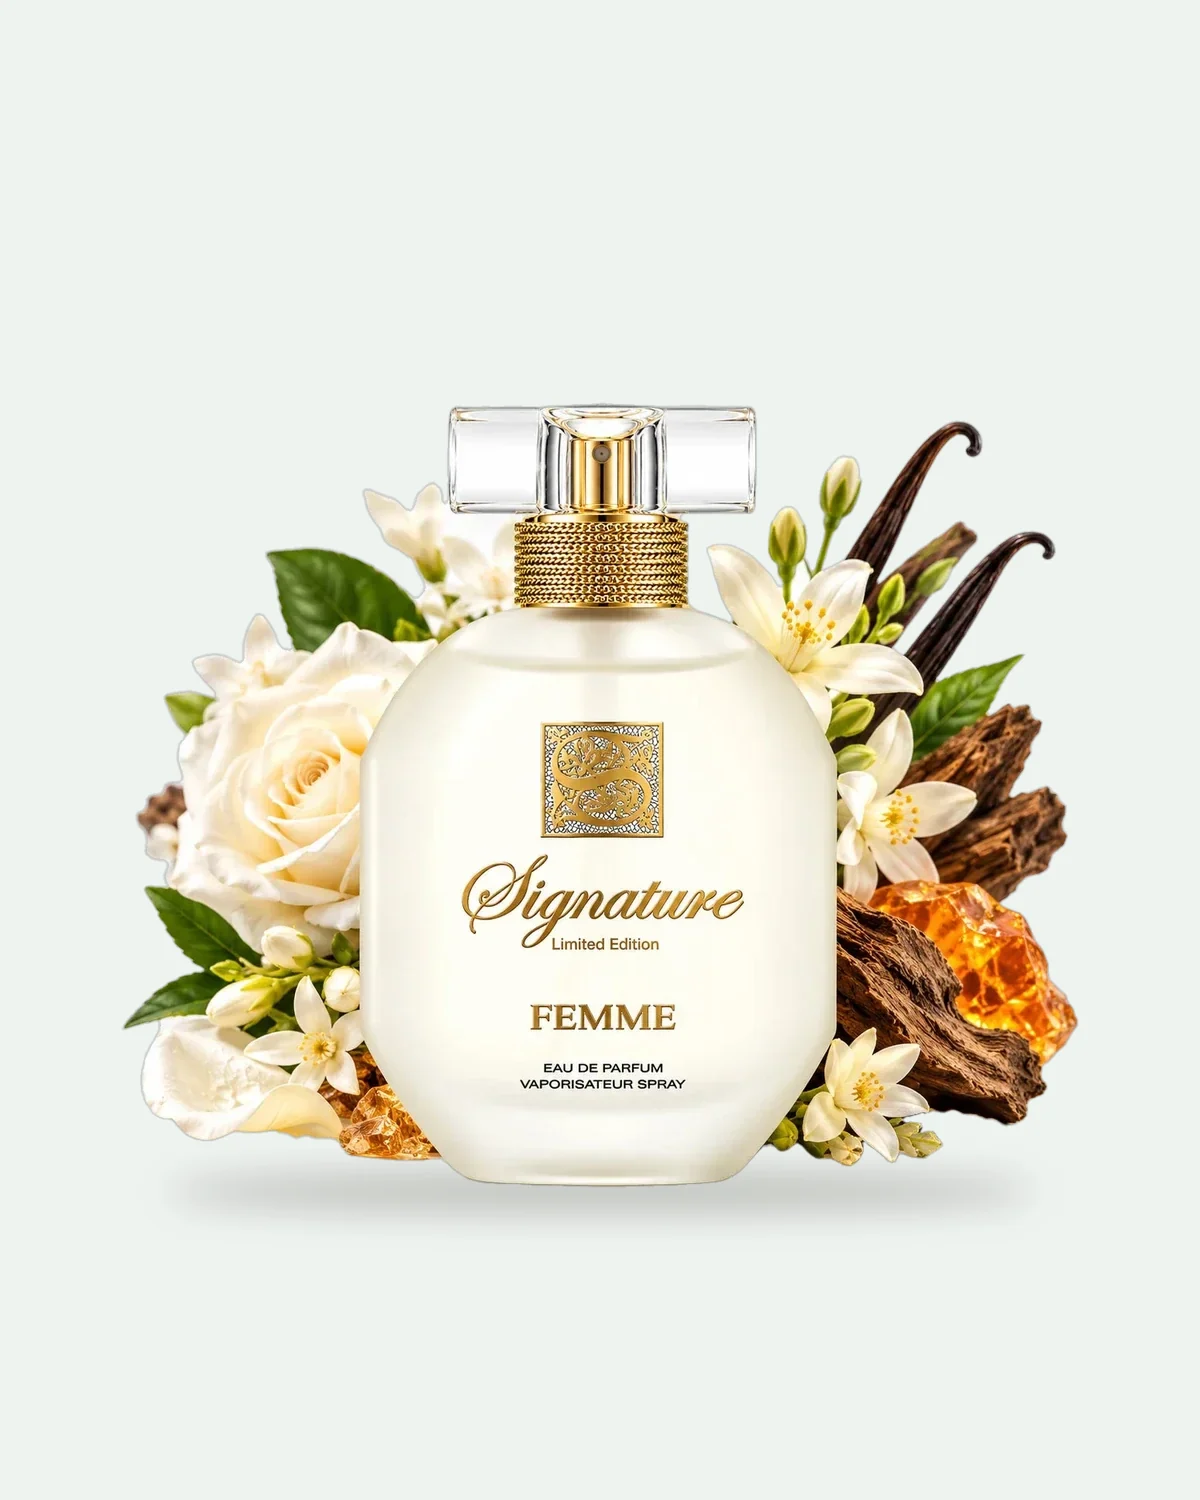 S
Signature
Limited Edition
FEMME
EAU DE PARFUM
VAPORISATEUR SPRAY